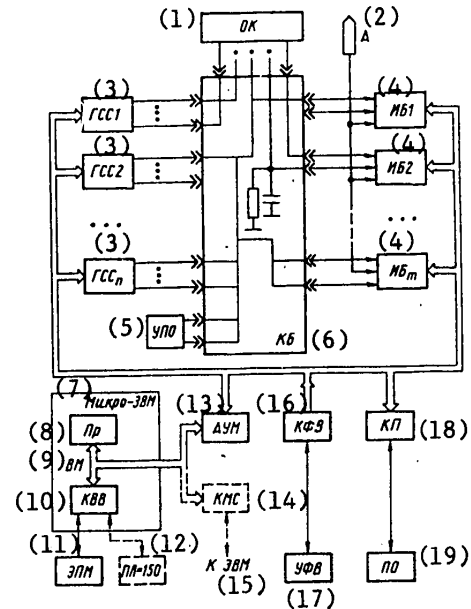 (1) ОК
(2)
А
(3) (4)
ГСС1 ИБ1
(3) (4)
ГСС2 ИБ2
... ...
(3) (4)
ГССn ИБm
(5) УПО КБ (6)
(7) Микро-ЭВМ (13) (16)
(8) Пр ДУМ КФВ КП (18)
(9) ВМ
(10) КВВ КМС (14)
(11) (12) К ЭВМ
ЭПМ ПЛ-150 (15) УФВ ПО (19)
(17)